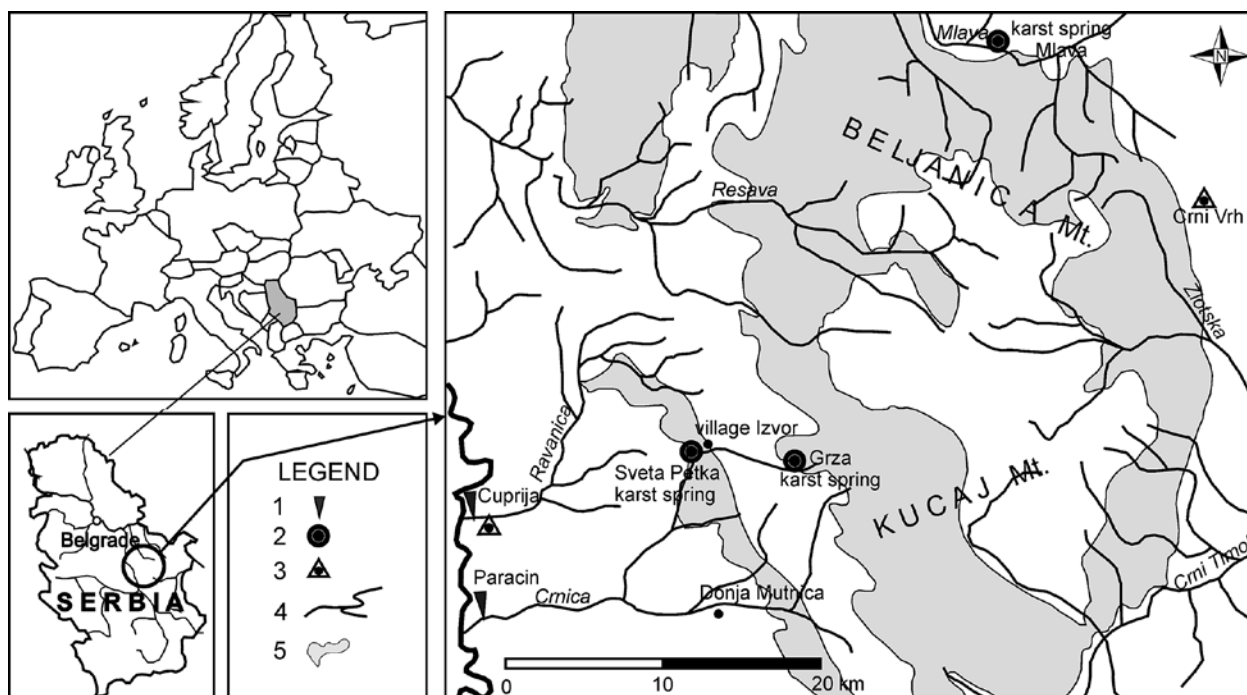 Belgrade
SERBIA
LEGEND
1
2
3
4
5
Mlava
karst spring
Mlava
N
BELJANICA Mt.
Resava
Crni Vrh
Zlotska
Ravanica
village Izvor
Sveta Petka
karst spring
Grza
karst spring
Cuprija
KUCAJ Mt.
Paracin
Crnica
Donja Mutnica
Crni Timok
0
10
20 km